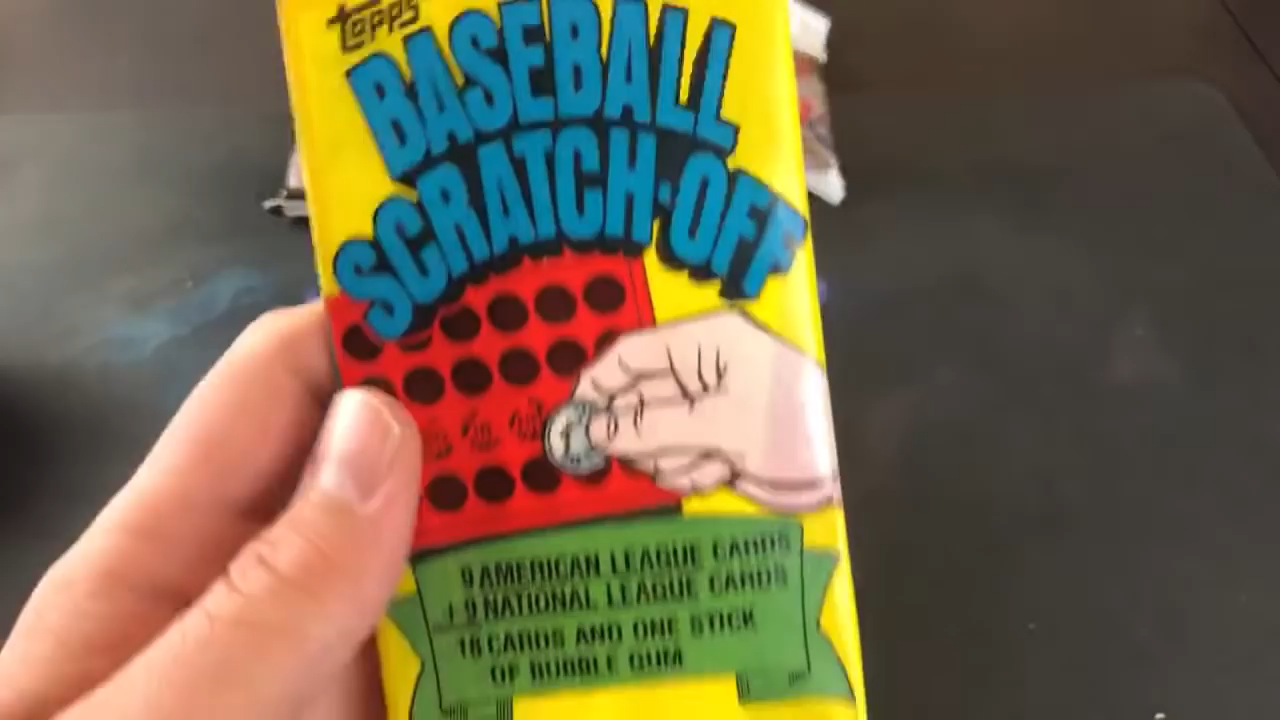 TOPPS
BASEBALL
SCRATCH-OFF
9 AMERICAN LEAGUE CARDS
+9 NATIONAL LEAGUE CARDS
18 CARDS AND ONE STICK
OF BUBBLE GUM